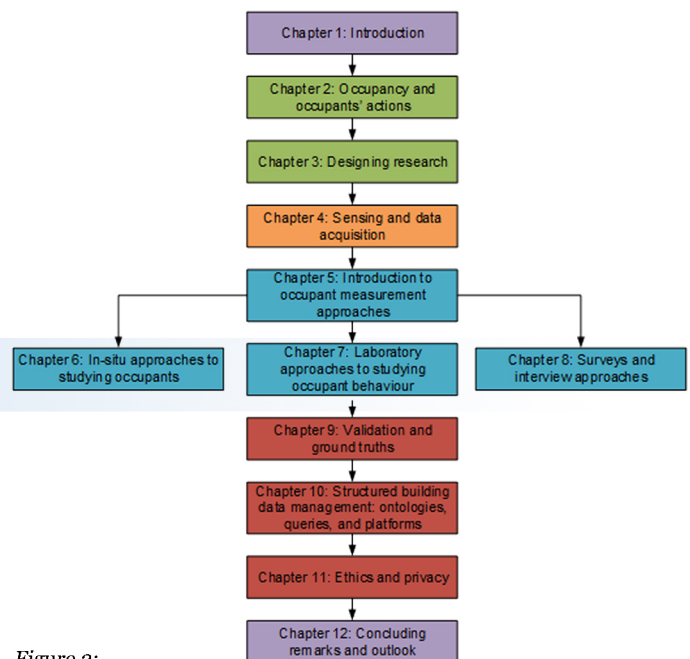 Chapter 1: Introduction
Chapter 2: Occupancy and
occupants' actions
Chapter 3: Designing research
Chapter 4: Sensing and data
acquisition
Chapter 5: Introduction to
occupant measurement
approaches
Chapter 6: In-situ approaches to
studying occupants
Chapter 7: Laboratory
approaches to studying
occupant behaviour
Chapter 8: Surveys and
interview approaches
Chapter 9: Validation and
ground truths
Chapter 10: Structured building
data management: ontologies,
queries, and platforms
Chapter 11: Ethics and privacy
Chapter 12: Concluding
remarks and outlook
Figure